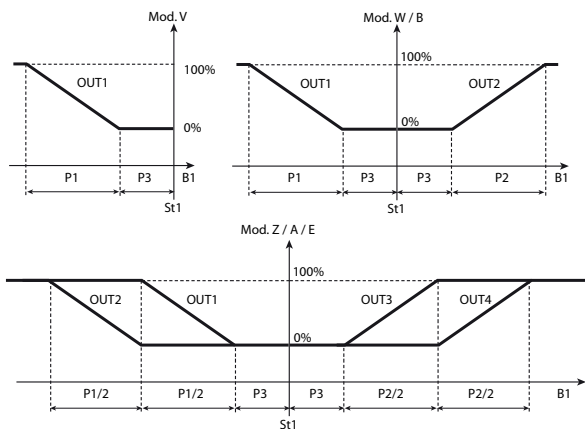 Mod. V
100%
OUT1
0%
P1 P3 B1
St1
Mod. W / B
100%
OUT1 OUT2
0%
P1 P3 P3 P2 B1
St1
Mod. Z / A / E
100%
OUT2 OUT1 OUT3 OUT4
0%
P1/2 P1/2 P3 P3 P2/2 P2/2 B1
St1